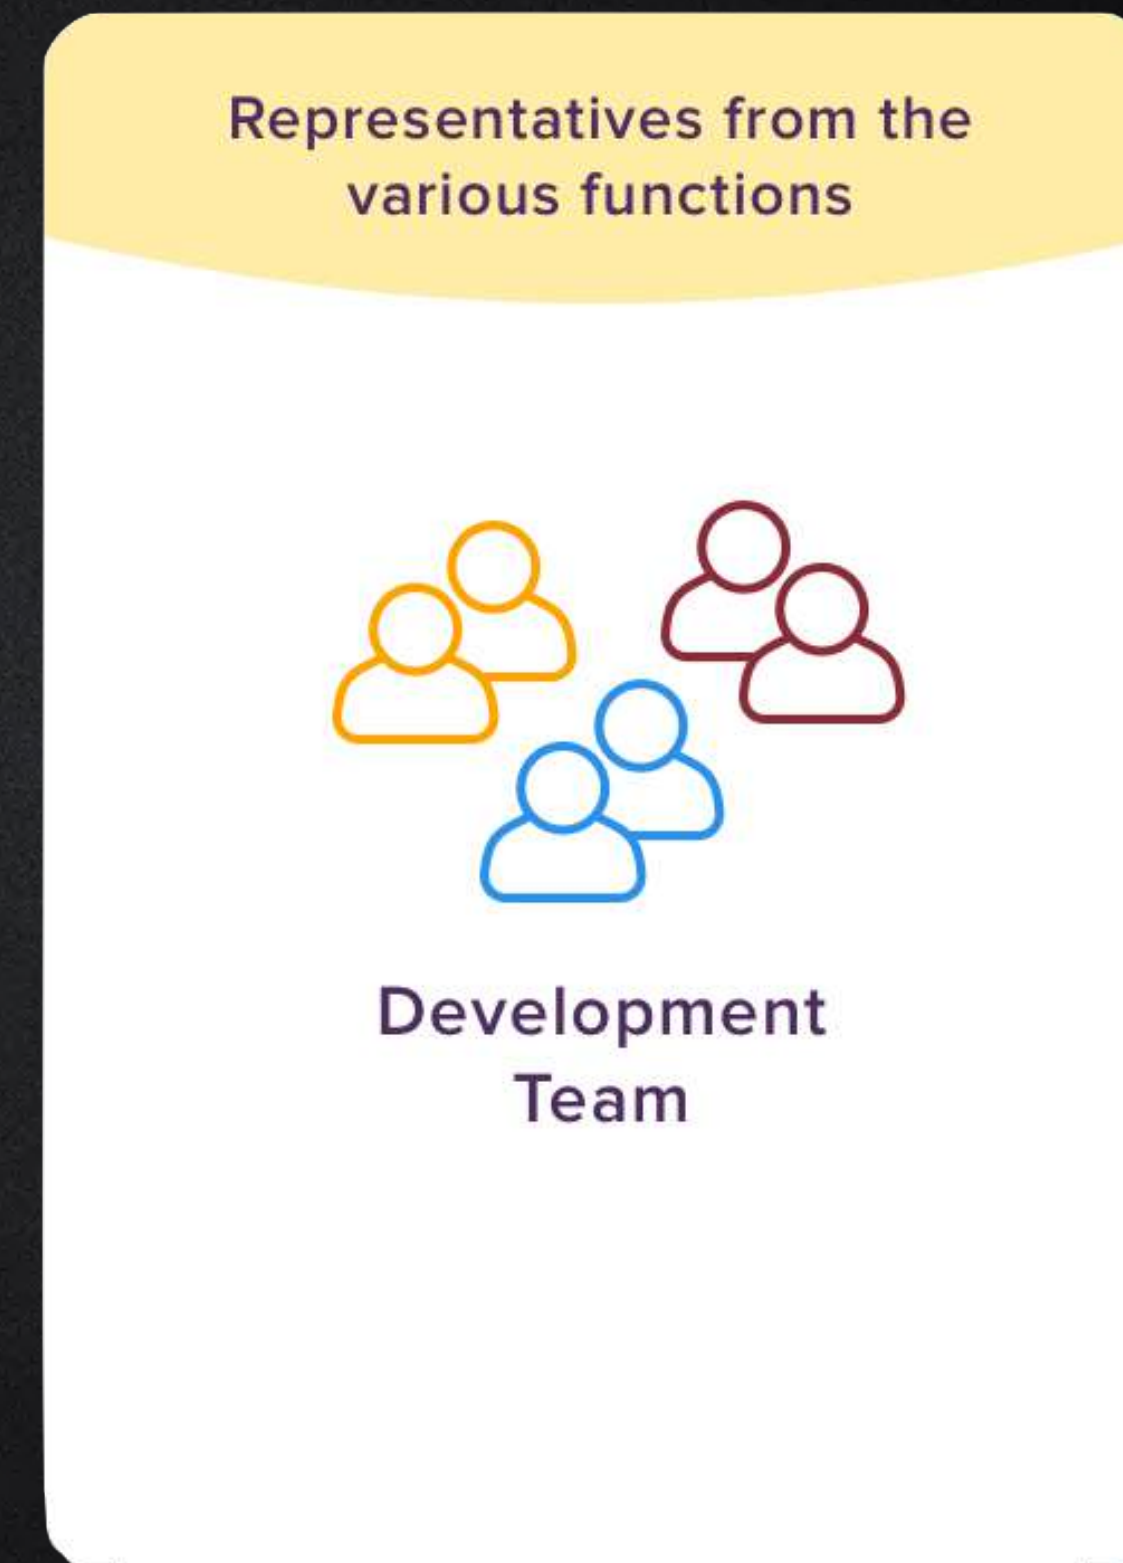 Representatives from the
various functions
Development
Team